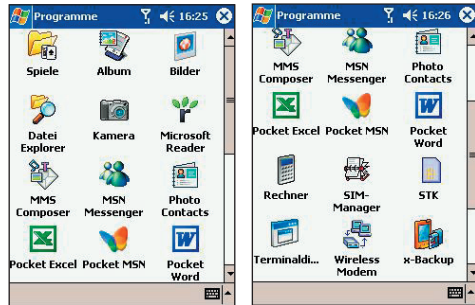 Programme 16:25
Spiele Album Bilder
Datei Explorer Kamera Microsoft Reader
MMS Composer MSN Messenger Photo Contacts
Pocket Excel Pocket MSN Pocket Word
Programme 16:26
MMS Composer MSN Messenger Photo Contacts
Pocket Excel Pocket MSN Pocket Word
Rechner SIM-Manager STK
Terminaldi... Wireless Modem x-Backup